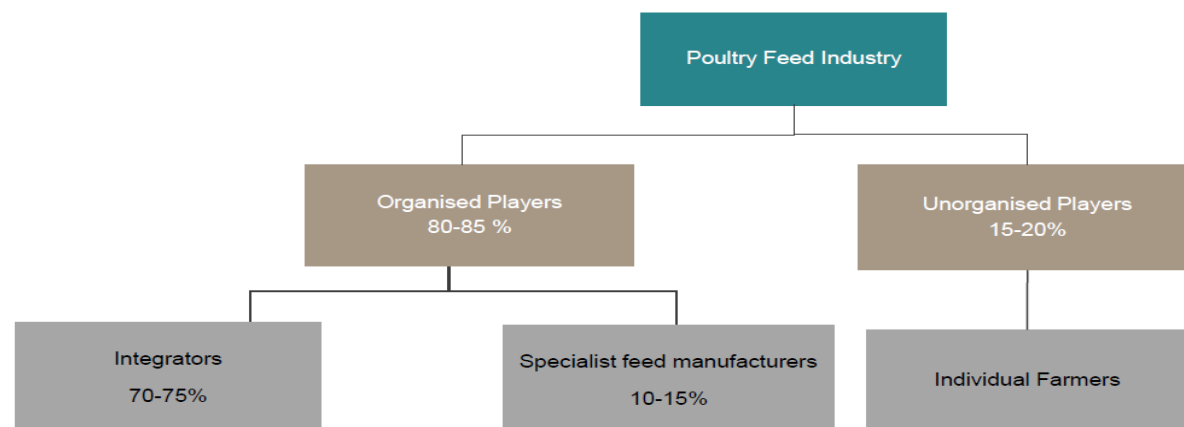 Poultry Feed Industry
Organised Players
80-85 %
Unorganised Players
15-20%
Integrators
70-75%
Specialist feed manufacturers
10-15%
Individual Farmers